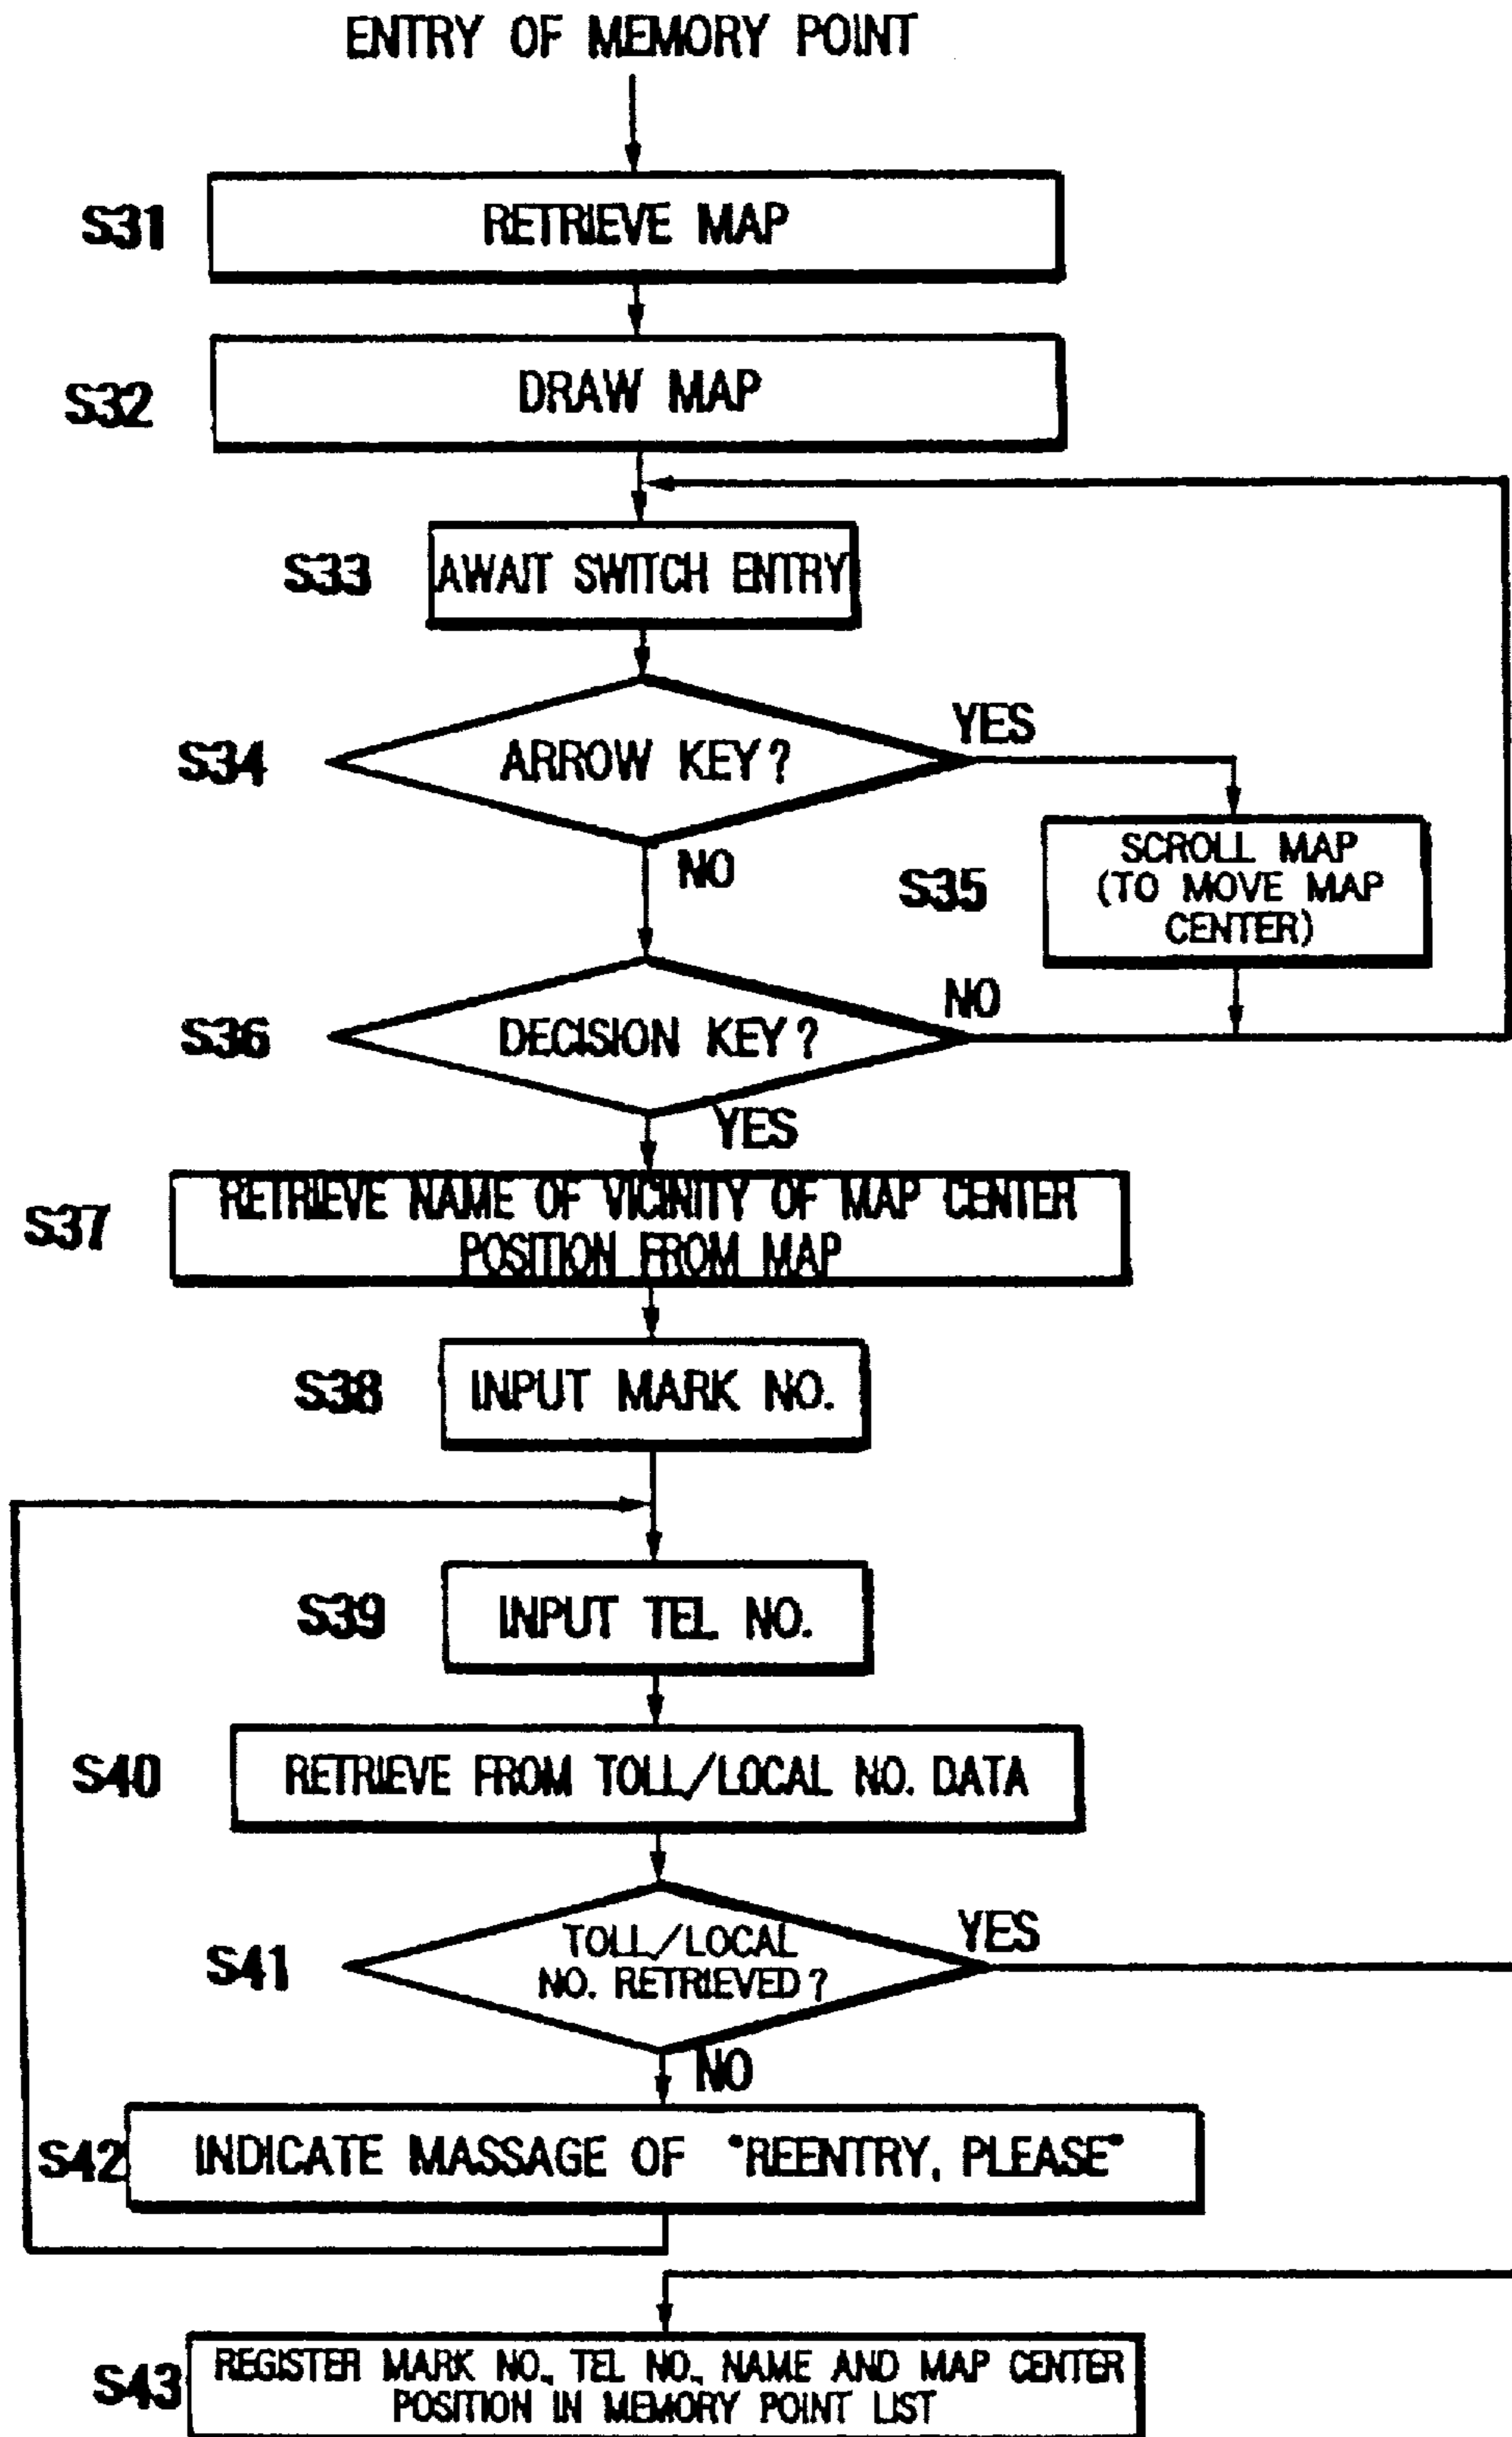 ENTRY OF MEMORY POINT
S31
RETRIEVE MAP
S32
DRAW MAP
S33
AWAIT SWITCH ENTRY
S34
ARROW KEY?
YES
NO
S35
SCROLL MAP
(TO MOVE MAP
CENTER)
S36
DECISION KEY?
NO
YES
S37
RETRIEVE NAME OF VICINITY OF MAP CENTER
POSITION FROM MAP
S38
INPUT MARK NO.
S39
INPUT TEL NO.
S40
RETRIEVE FROM TOLL/LOCAL NO. DATA
S41
TOLL/LOCAL
NO. RETRIEVED?
YES
NO
S42
INDICATE MASSAGE OF "REENTRY, PLEASE"
S43
REGISTER MARK NO., TEL NO., NAME AND MAP CENTER
POSITION IN MEMORY POINT LIST